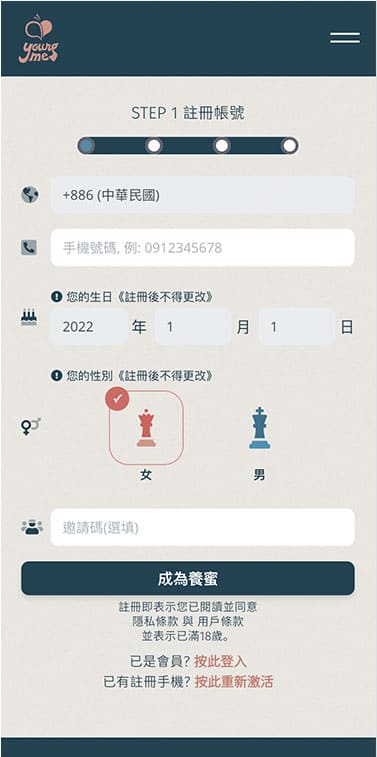 young
me
STEP 1 註冊帳號
+886 (中華民國)
手機號碼, 例: 0912345678
您的生日《註冊後不得更改》
2022 年 1 月 1 日
您的性別《註冊後不得更改》
女 男
邀請碼(選填)
成為養蜜
註冊即表示您已閱讀並同意
隱私條款 與 用戶條款
並表示已滿18歲。
已是會員? 按此登入
已有註冊手機? 按此重新激活